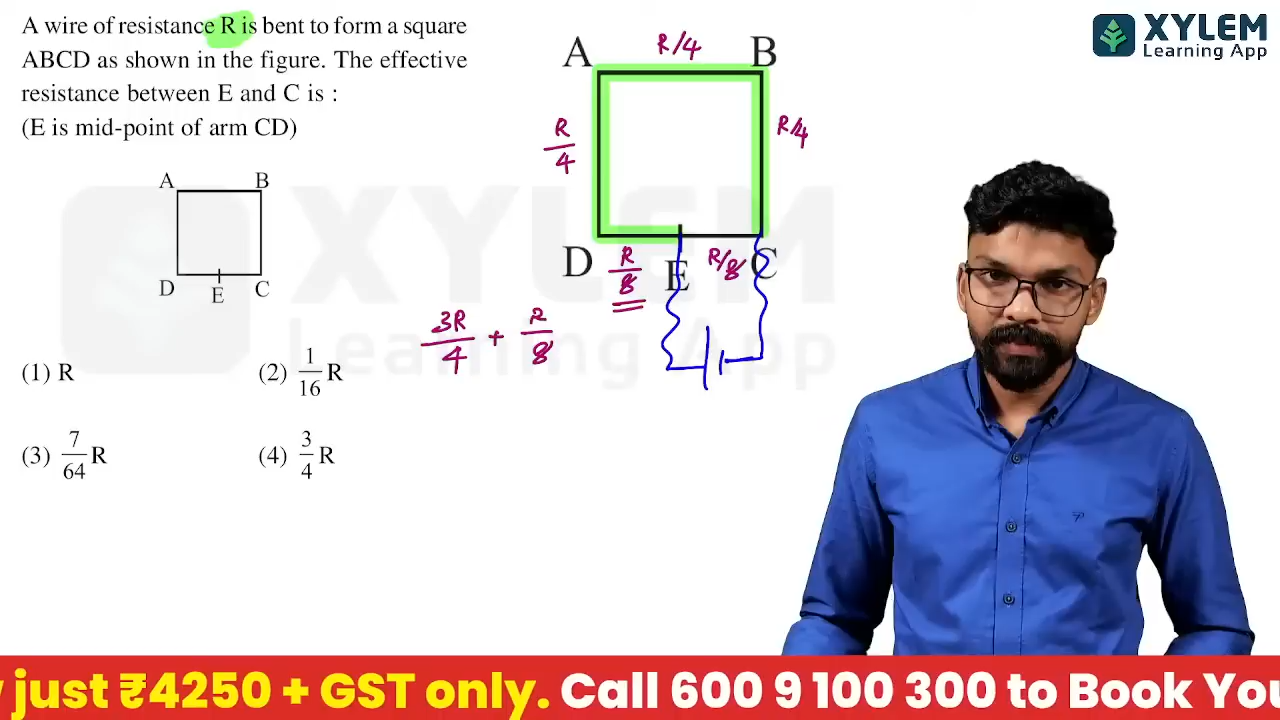 A wire of resistance R is bent to form a square
ABCD as shown in the figure. The effective
resistance between E and C is :
(E is mid-point of arm CD)
A B
D E C
(1) R
(2) 1/16 R
(3) 7/64 R
(4) 3/4 R
A R/4 B
R/4
R/4
D R/8 E R/8 C
3R/4 + R/8
XYLEM
Learning App
XYLEM
Learning App
just ₹4250 + GST only. Call 600 9 100 300 to Book